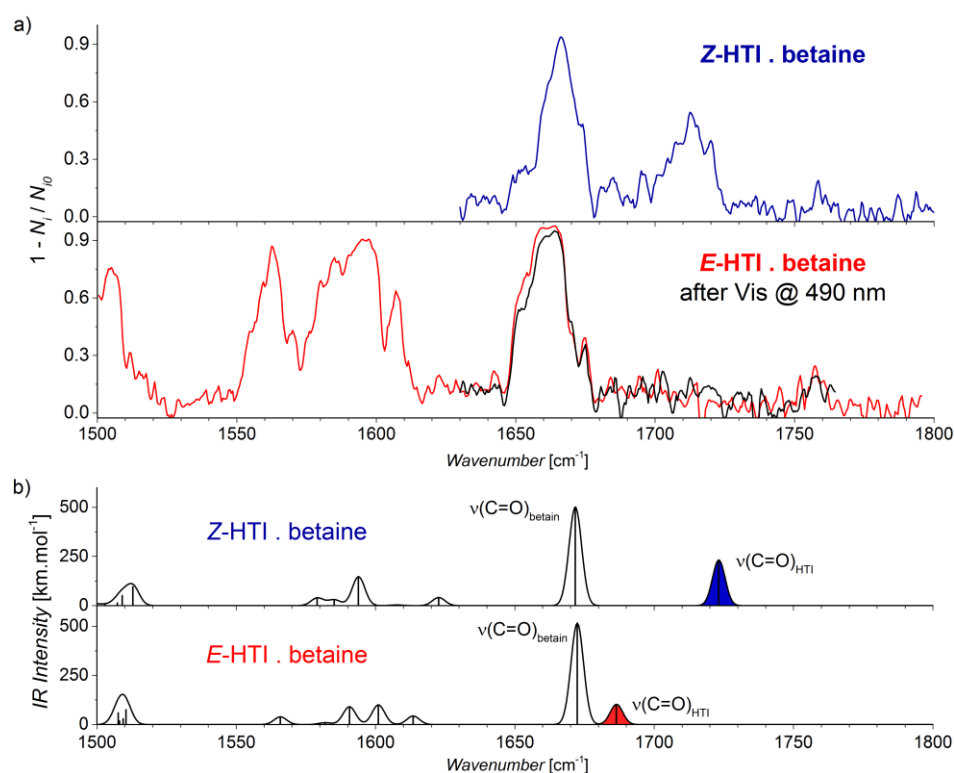 a)
0.9
0.6
0.3
0.0
Z-HTI . betaine
1 - Ni / Ni0
0.9
0.6
0.3
0.0
E-HTI . betaine
after Vis @ 490 nm
1500 1550 1600 1650 1700 1750 1800
Wavenumber [cm-1]
b)
500
250
0
Z-HTI . betaine
ν(C=O)betain
ν(C=O)HTI
IR Intensity [km.mol-1]
500
250
0
E-HTI . betaine
ν(C=O)betain
ν(C=O)HTI
1500 1550 1600 1650 1700 1750 1800
Wavenumber [cm-1]